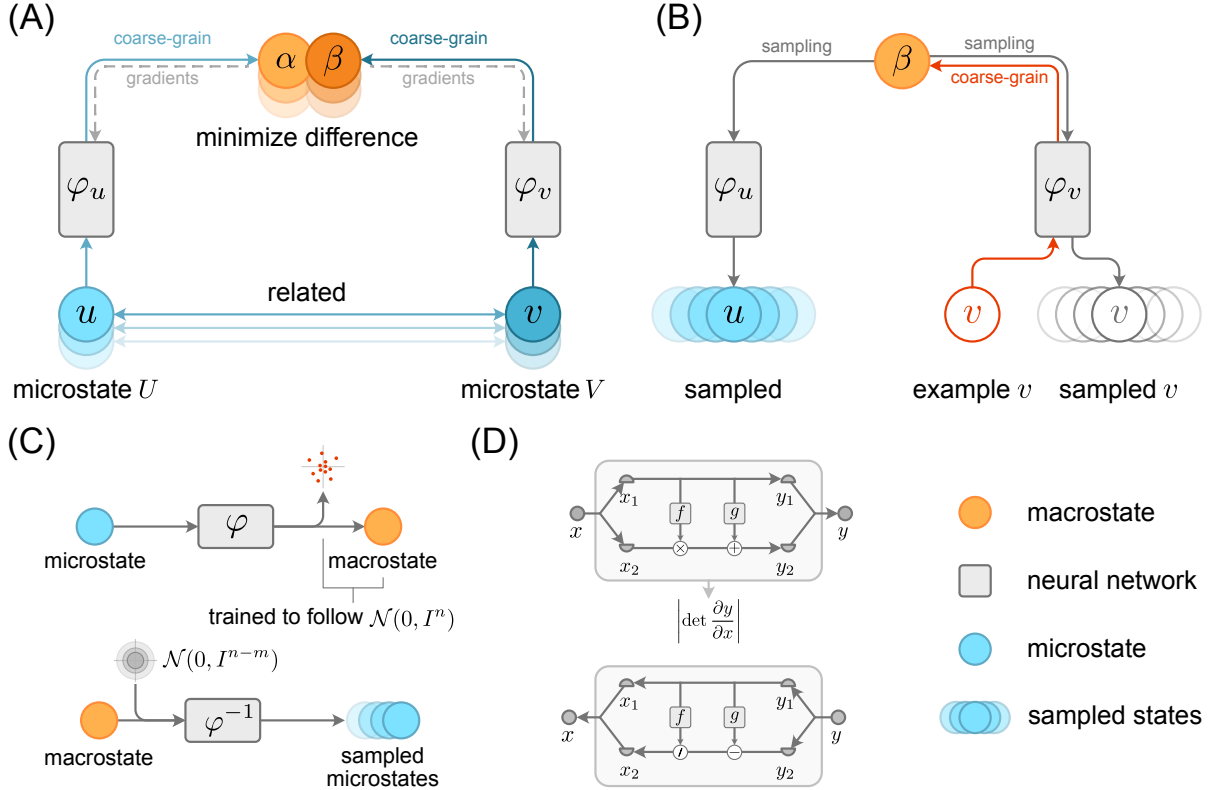 (A)
coarse-grain
gradients
α
β
coarse-grain
gradients
minimize difference
φu
φv
u
related
v
microstate U
microstate V
(B)
sampling
β
sampling
coarse-grain
φu
φv
u
v
v
sampled
example v
sampled v
(C)
φ
microstate
macrostate
trained to follow N(0, Iⁿ)
N(0, Iⁿ⁻ᵐ)
φ⁻¹
macrostate
sampled
microstates
(D)
x₁
y₁
f
g
x
y
×
+
x₂
y₂
|det ∂y/∂x|
x₁
y₁
f
g
x
y
/
−
x₂
y₂
macrostate
neural network
microstate
sampled states